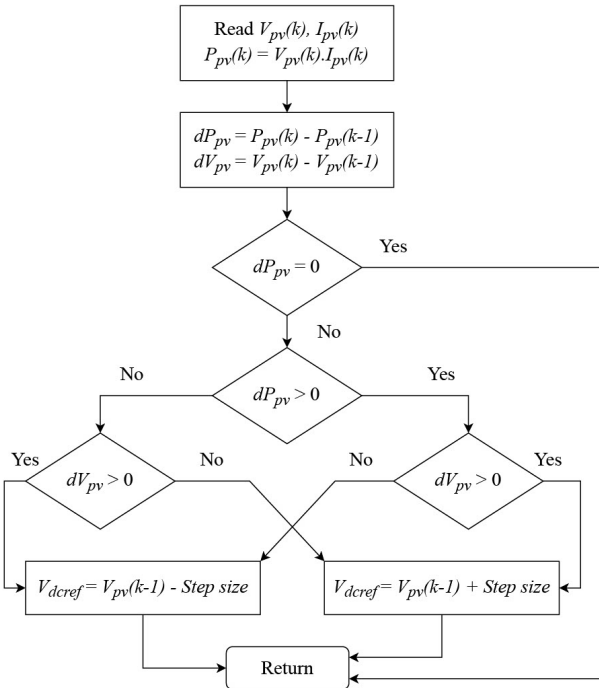 Read V_pv(k), I_pv(k)
P_pv(k) = V_pv(k).I_pv(k)
dP_pv = P_pv(k) - P_pv(k-1)
dV_pv = V_pv(k) - V_pv(k-1)
Yes
dP_pv = 0
No
No
Yes
dP_pv > 0
Yes
No
No
Yes
dV_pv > 0
dV_pv > 0
V_dcref = V_pv(k-1) - Step size
V_dcref = V_pv(k-1) + Step size
Return